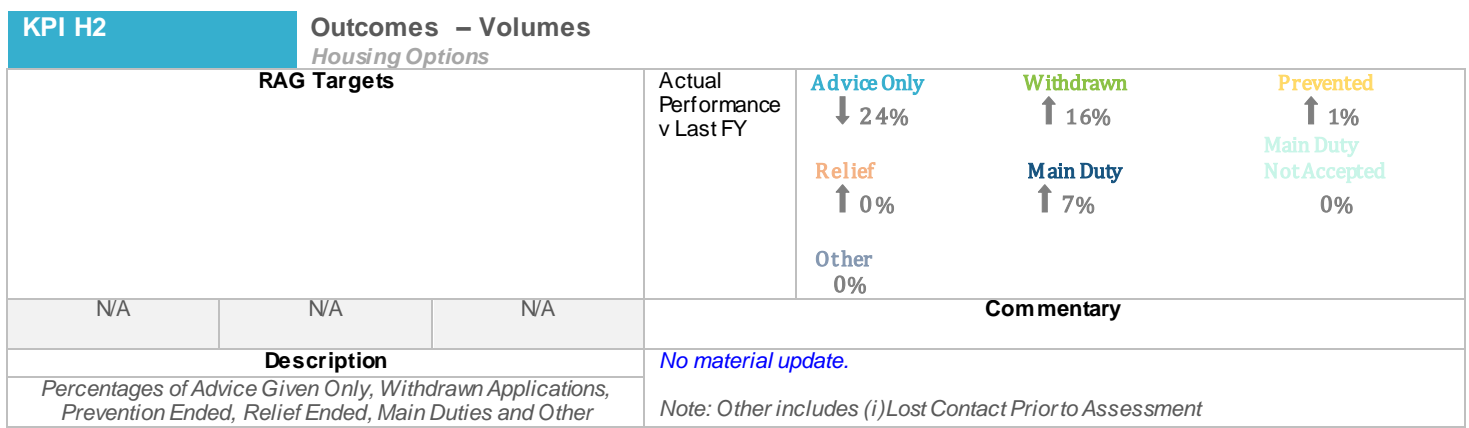 KPI H2
Outcomes – Volumes
Housing Options
RAG Targets
Actual
Performance
v Last FY
Advice Only
Withdrawn
Prevented
↓ 24%
↑ 16%
↑ 1%
Relief
Main Duty
Main Duty
Not Accepted
↑ 0%
↑ 7%
0%
Other
0%
N/A
N/A
N/A
Commentary
Description
No material update.
Percentages of Advice Given Only, Withdrawn Applications,
Prevention Ended, Relief Ended, Main Duties and Other
Note: Other includes (i)Lost Contact Prior to Assessment